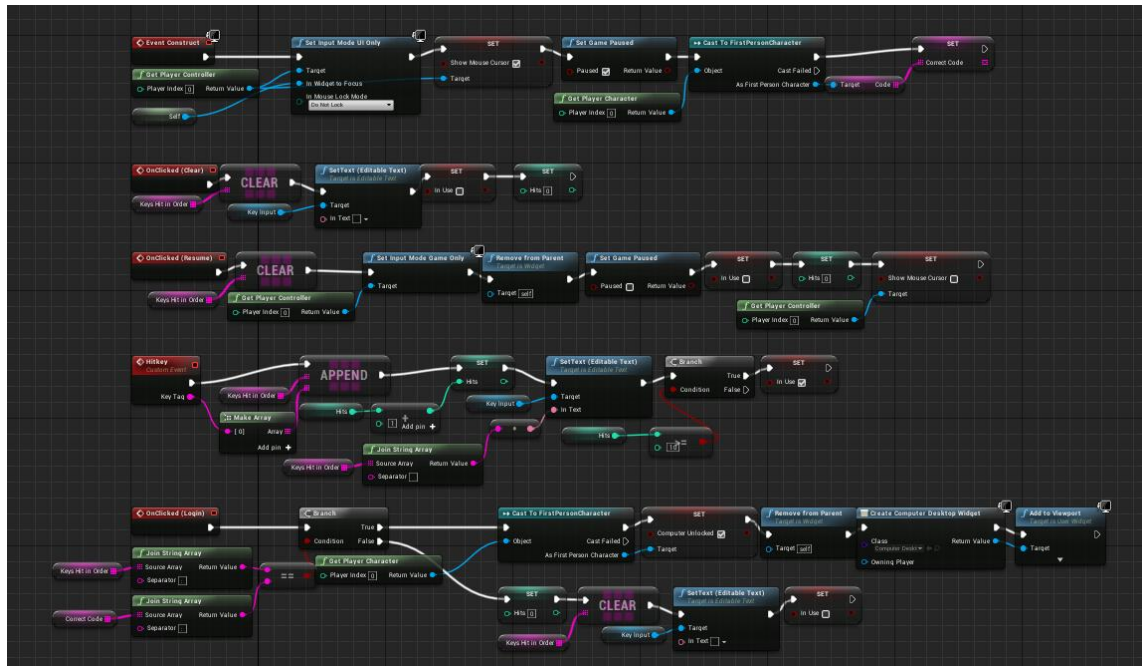 Event Construct
Get Player Controller
Player Index 0 Return Value
Self
Set Input Mode UI Only
Target
In Widget to Focus
In Mouse Lock Mode
Do Not Lock
SET
Show Mouse Cursor
Target
Set Game Paused
Paused Return Value
Get Player Character
Player Index 0 Return Value
Cast To FirstPersonCharacter
Object Cast Failed
As First Person Character
Target Code
SET
Correct Code
OnClicked (Clear)
Keys Hit in Order
CLEAR
Key Input
SetText (Editable Text)
Target is Editable Text
Target
In Text
SET
In Use
SET
Hits 0
OnClicked (Resume)
Keys Hit in Order
CLEAR
Get Player Controller
Player Index 0 Return Value
Set Input Mode Game Only
Target
Remove from Parent
Target is Widget
Target self
Set Game Paused
Paused Return Value
SET
In Use
SET
Hits 0
Get Player Controller
Player Index 0 Return Value
SET
Show Mouse Cursor
Target
Hitkey
Custom Event
Key Tag
Keys Hit in Order
Make Array
[0] Array
Add pin +
APPEND
Hits
1 + Add pin +
SET
Hits
Keys Hit in Order
Join String Array
Source Array Return Value
Separator
Key Input
SetText (Editable Text)
Target is Editable Text
Target
In Text
Branch
True
Condition False
Hits
>=
SET
In Use
OnClicked (Login)
Join String Array
Keys Hit in Order
Source Array Return Value
Separator
Join String Array
Correct Code
Source Array Return Value
Separator
==
Branch
True
Condition False
Get Player Character
Player Index 0 Return Value
Cast To FirstPersonCharacter
Object Cast Failed
As First Person Character
SET
Computer Unlocked
Target
Remove from Parent
Target is Widget
Target self
Create Computer Desktop Widget
Class Return Value
Owning Player
Add to Viewport
Target is User Widget
Target
SET
Hits 0
Keys Hit in Order
CLEAR
Key Input
SetText (Editable Text)
Target is Editable Text
Target
In Text
SET
In Use